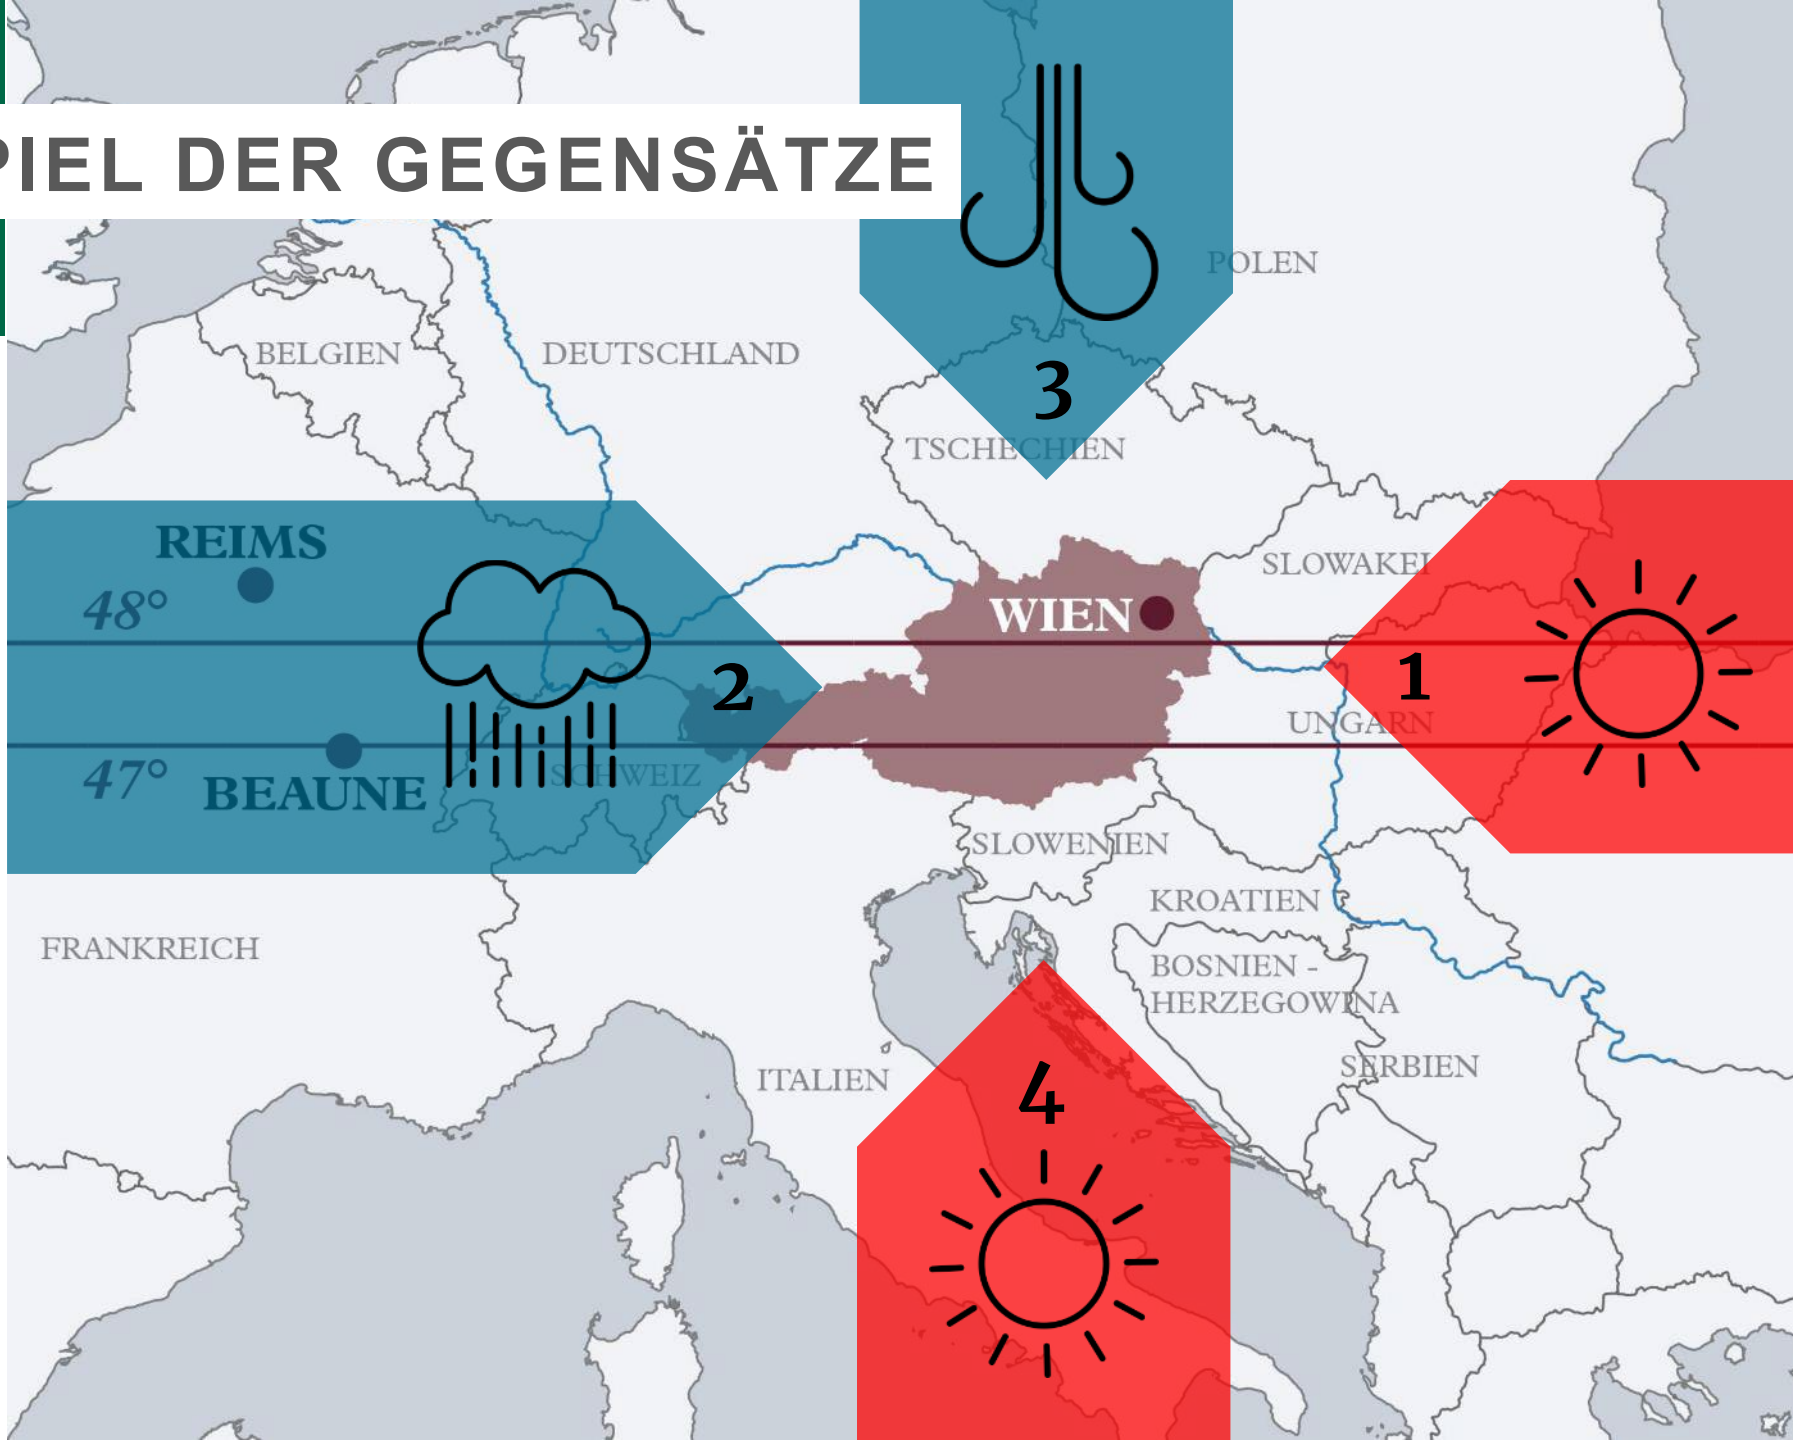 PIEL DER GEGENSÄTZE
POLEN
BELGIEN
DEUTSCHLAND
3
TSCHECHIEN
REIMS
48°
SLOWAKEI
WIEN
2
1
UNGARN
47°
BEAUNE
SCHWEIZ
SLOWENIEN
KROATIEN
FRANKREICH
BOSNIEN -
HERZEGOWINA
SERBIEN
ITALIEN
4